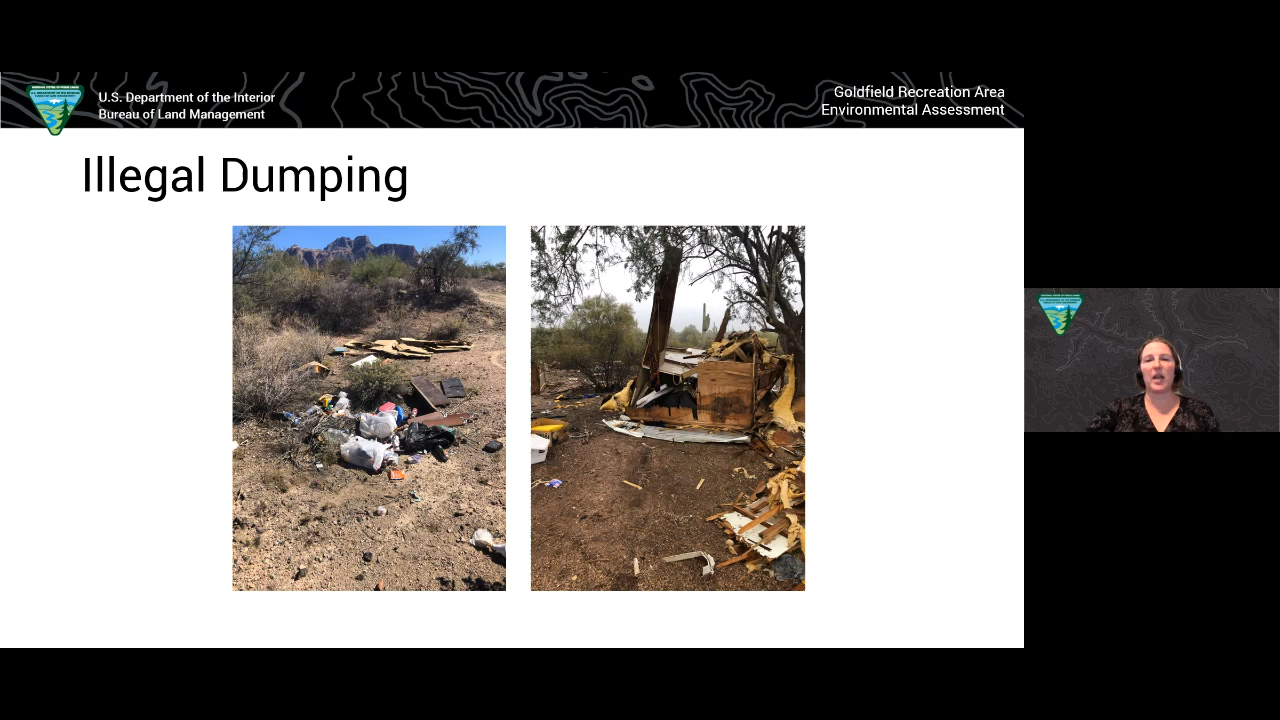 U.S. Department of the Interior
Bureau of Land Management
Goldfield Recreation Area
Environmental Assessment
Illegal Dumping